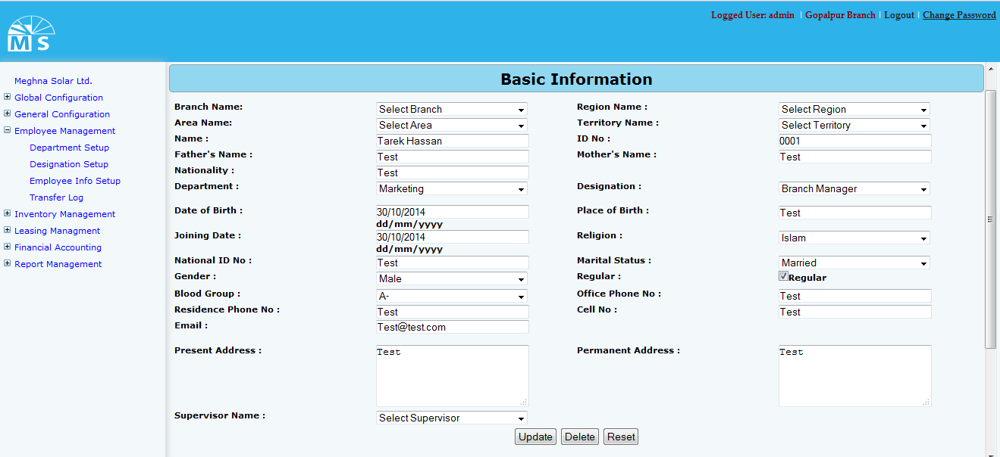 Logged User: admin | Gopalpur Branch | Logout | Change Password
M S
Meghna Solar Ltd.
Global Configuration
General Configuration
Employee Management
Department Setup
Designation Setup
Employee Info Setup
Transfer Log
Inventory Management
Leasing Managment
Financial Accounting
Report Management
Basic Information
Branch Name: Select Branch Region Name : Select Region
Area Name: Select Area Territory Name : Select Territory
Name : Tarek Hassan ID No : 0001
Father's Name : Test Mother's Name : Test
Nationality : Test
Department : Marketing Designation : Branch Manager
Date of Birth : 30/10/2014 Place of Birth : Test
dd/mm/yyyy
Joining Date : 30/10/2014 Religion : Islam
dd/mm/yyyy
National ID No : Test Marital Status : Married
Gender : Male Regular : Regular
Blood Group : A- Office Phone No : Test
Residence Phone No : Test Cell No : Test
Email : Test@test.com
Present Address : Test Permanent Address : Test
Supervisor Name : Select Supervisor
Update Delete Reset